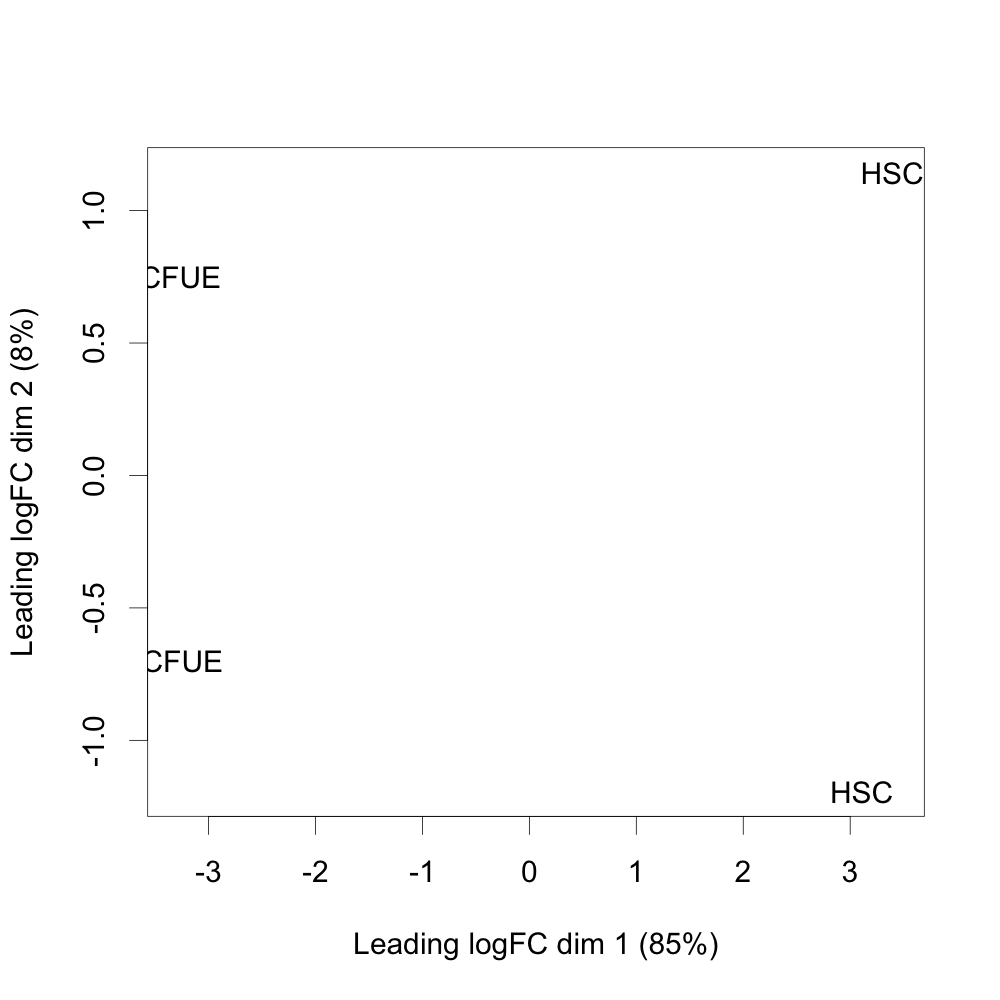 HSC
1.0
CFUE
0.5
Leading logFC dim 2 (8%)
0.0
-0.5
CFUE
-1.0
HSC
-3 -2 -1 0 1 2 3
Leading logFC dim 1 (85%)